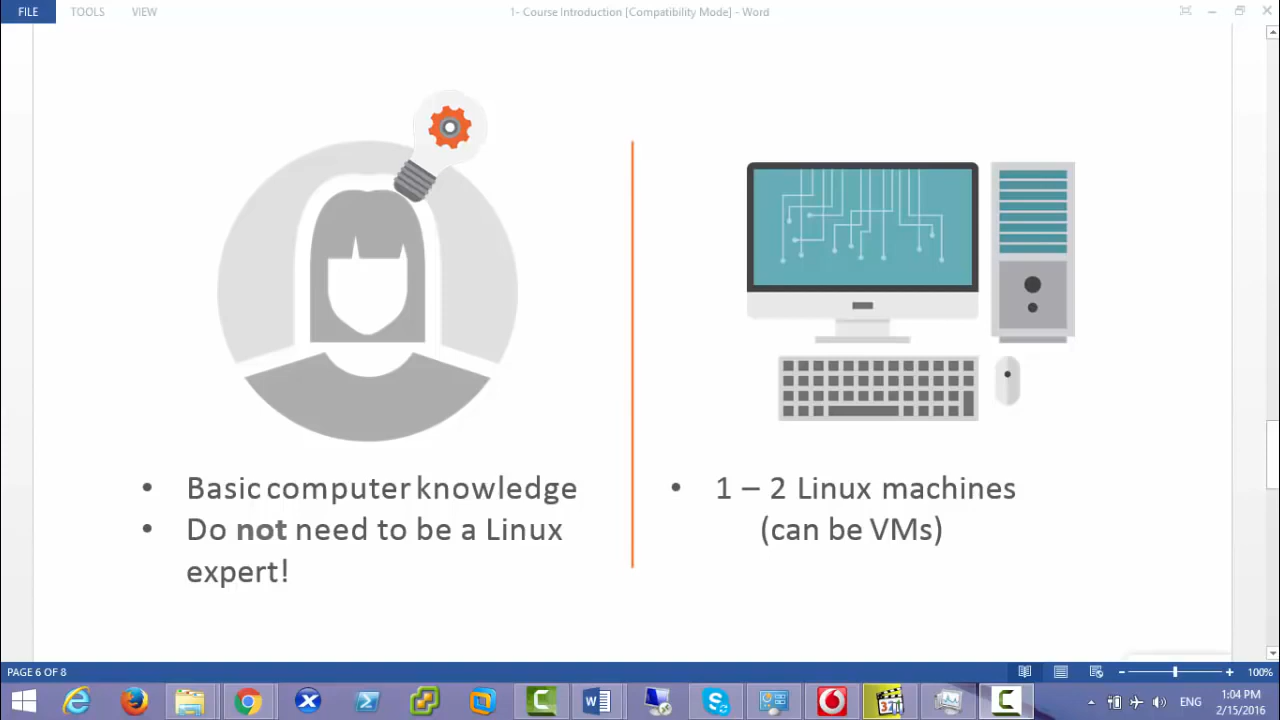 FILE TOOLS VIEW 1- Course Introduction [Compatibility Mode] - Word
• Basic computer knowledge
• Do not need to be a Linux
expert!
• 1 – 2 Linux machines
(can be VMs)
PAGE 6 OF 8 100%
ENG 1:04 PM
2/15/2016